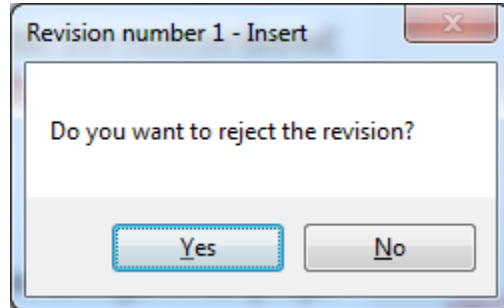 Revision number 1 - Insert
Do you want to reject the revision?
Yes
No